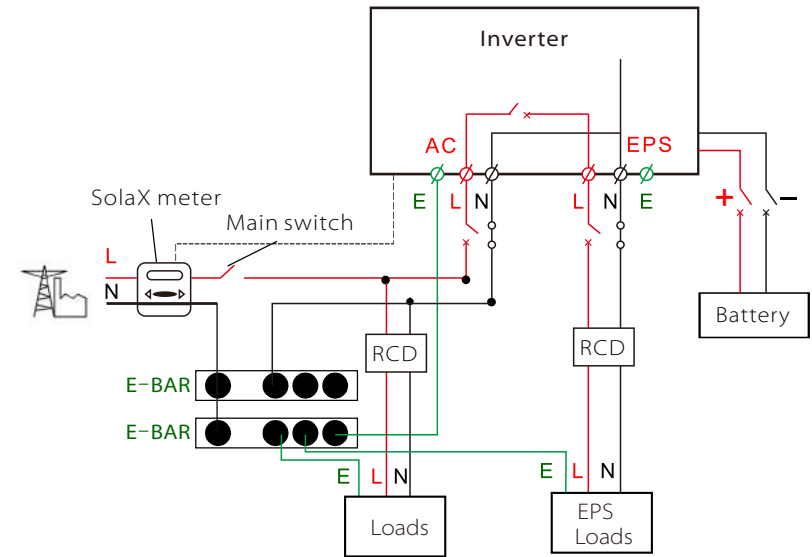 Inverter
AC
EPS
E
L
N
L
N
E
SolaX meter
Main switch
+
−
L
N
Battery
RCD
RCD
E−BAR
E−BAR
E
L
N
E
L
N
Loads
EPS
Loads